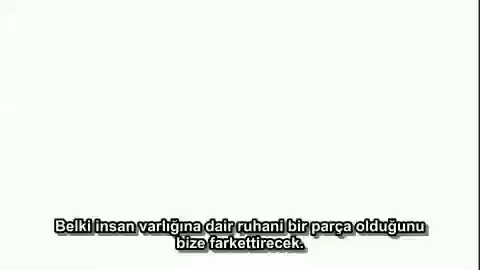 Belki insan varlığına dair ruhani bir parça olduğunu
bize farkettirecek.